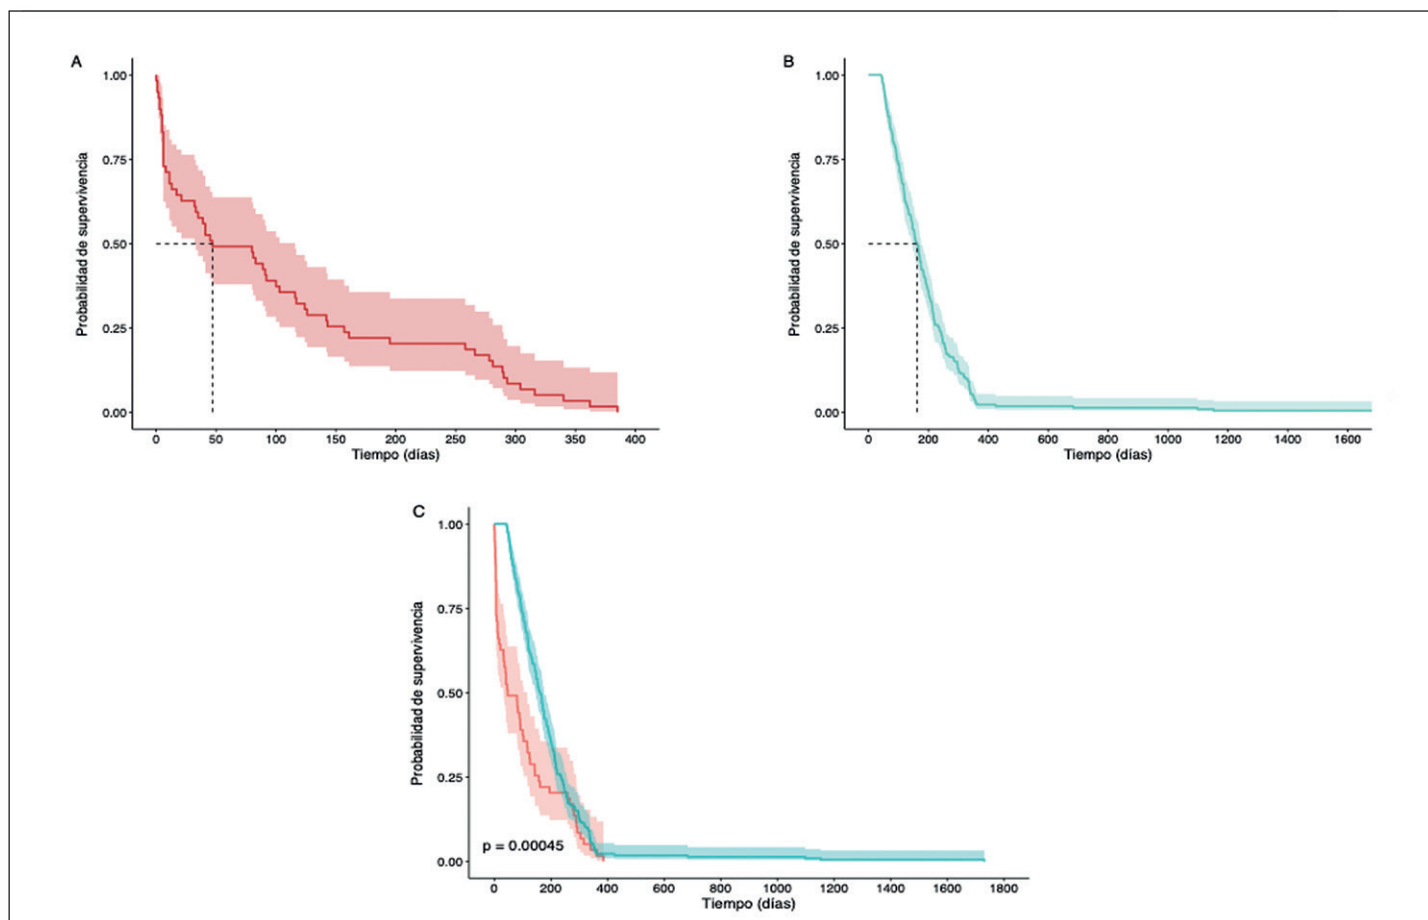 A
1.00
0.75
0.50
0.25
0.00
Probabilidad de supervivencia
0 50 100 150 200 250 300 350 400
Tiempo (días)
B
1.00
0.75
0.50
0.25
0.00
Probabilidad de supervivencia
0 200 400 600 800 1000 1200 1400 1600
Tiempo (días)
C
1.00
0.75
0.50
0.25
0.00
Probabilidad de supervivencia
p = 0.00045
0 200 400 600 800 1000 1200 1400 1600 1800
Tiempo (días)